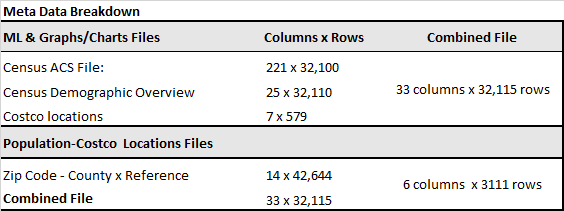 Meta Data Breakdown
ML & Graphs/Charts Files Columns x Rows Combined File
Census ACS File: 221 x 32,100
Census Demographic Overview 25 x 32,110 33 columns x 32,115 rows
Costco locations 7 x 579
Population-Costco Locations Files
Zip Code - County x Reference 14 x 42,644 6 columns x 3111 rows
Combined File 33 x 32,115